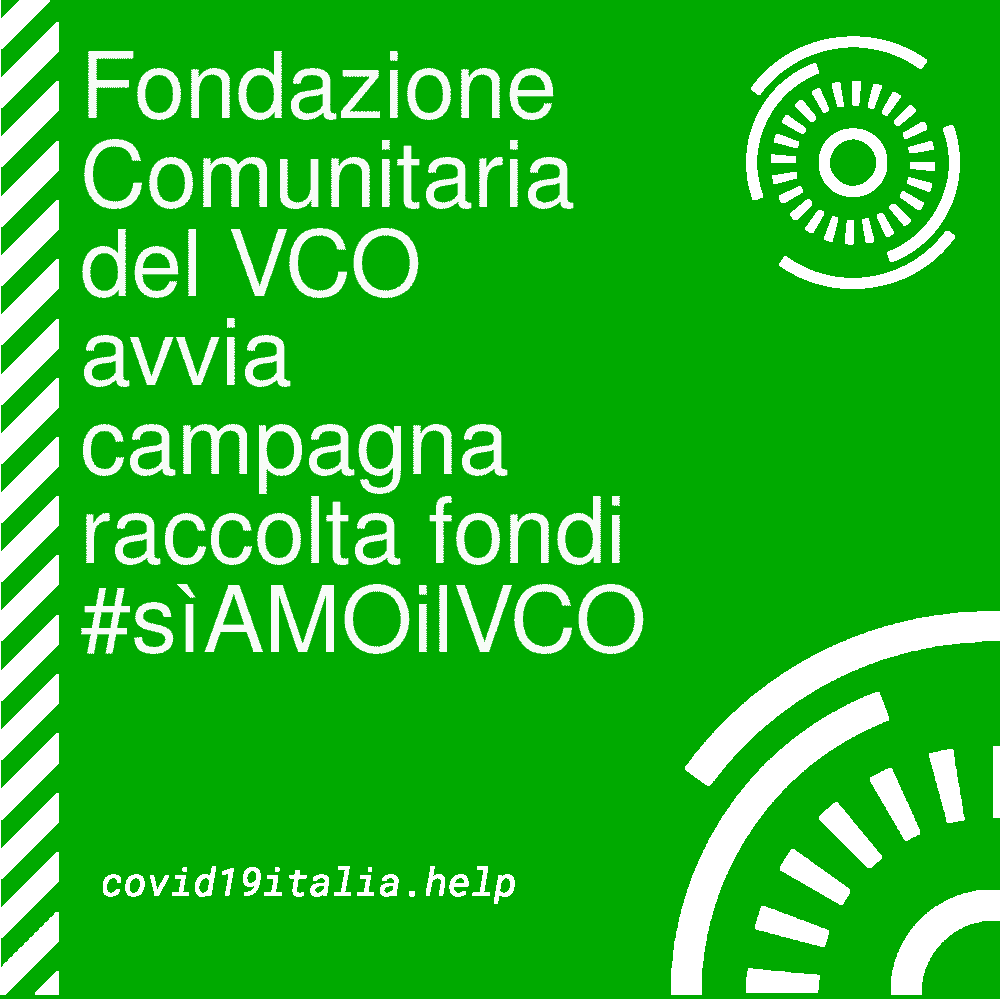 Fondazione
Comunitaria
del VCO
avvia
campagna
raccolta fondi
#sìAMOilVCO
covid19italia.help